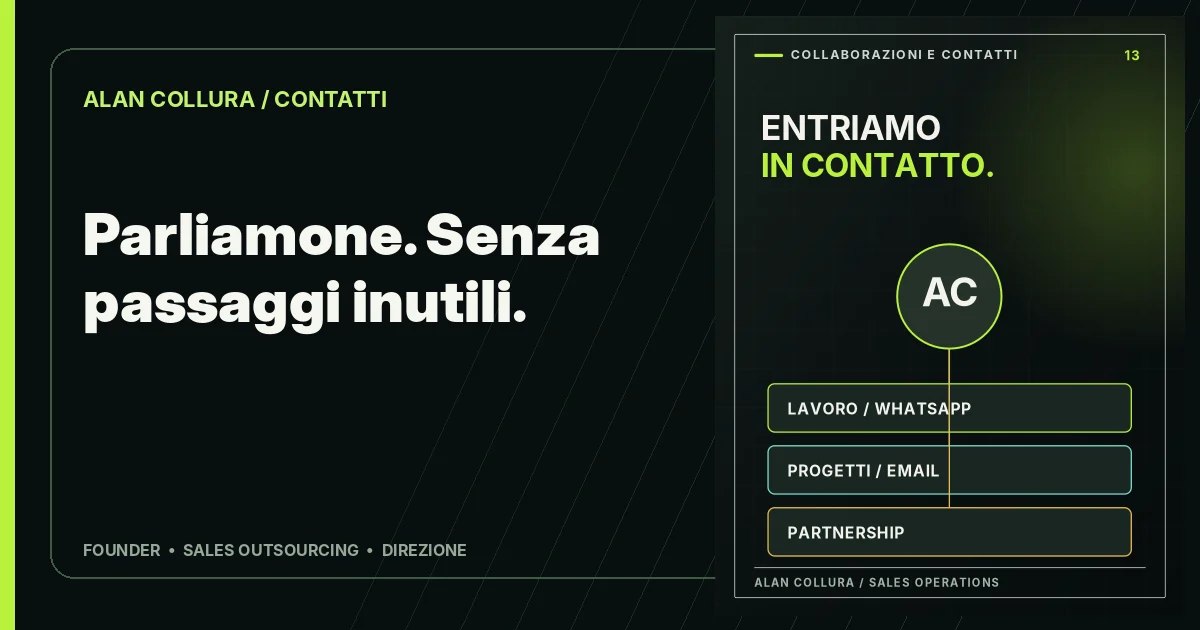 ALAN COLLURA / CONTATTI
Parliamone. Senza
passaggi inutili.
FOUNDER • SALES OUTSOURCING • DIREZIONE
COLLABORAZIONI E CONTATTI
13
ENTRIAMO
IN CONTATTO.
AC
LAVORO / WHATSAPP
PROGETTI / EMAIL
PARTNERSHIP
ALAN COLLURA / SALES OPERATIONS